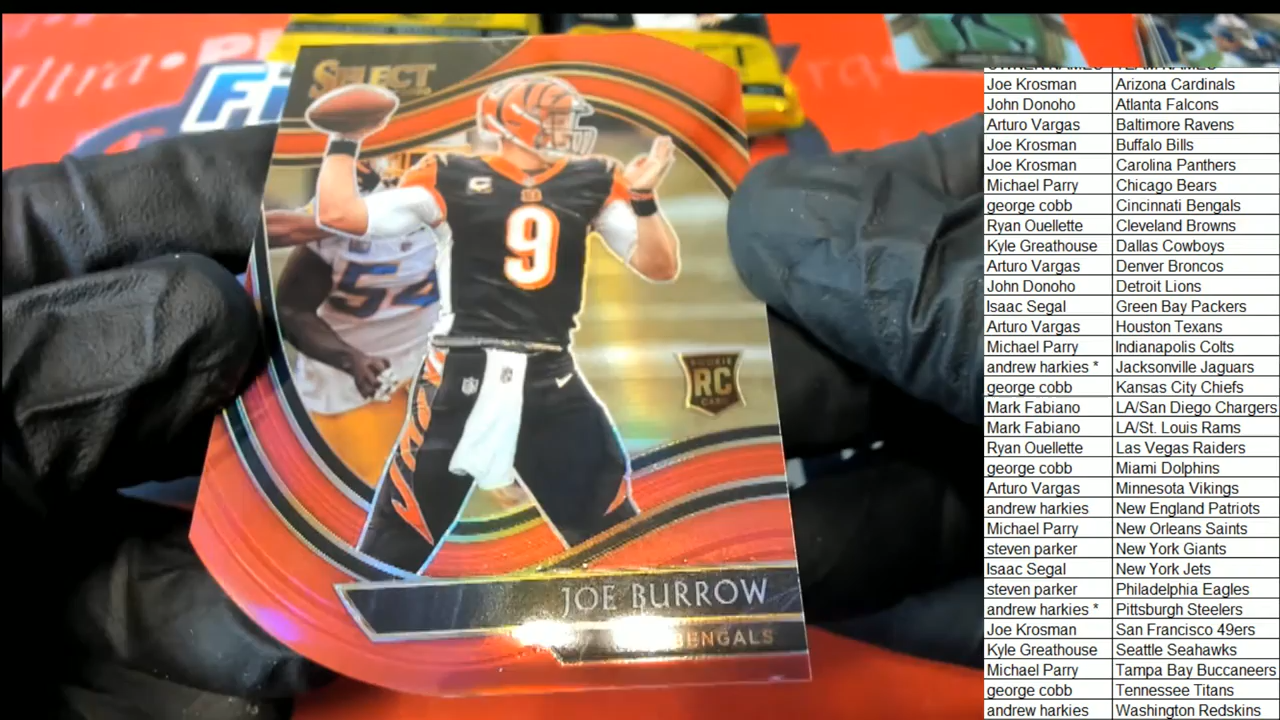 SELECT
9
54
ROOKIE
RC
CARD
JOE BURROW
BENGALS
OWNER NAMES TEAM NAMES
Joe Krosman Arizona Cardinals
John Donoho Atlanta Falcons
Arturo Vargas Baltimore Ravens
Joe Krosman Buffalo Bills
Joe Krosman Carolina Panthers
Michael Parry Chicago Bears
george cobb Cincinnati Bengals
Ryan Ouellette Cleveland Browns
Kyle Greathouse Dallas Cowboys
Arturo Vargas Denver Broncos
John Donoho Detroit Lions
Isaac Segal Green Bay Packers
Arturo Vargas Houston Texans
Michael Parry Indianapolis Colts
andrew harkies * Jacksonville Jaguars
george cobb Kansas City Chiefs
Mark Fabiano LA/San Diego Chargers
Mark Fabiano LA/St. Louis Rams
Ryan Ouellette Las Vegas Raiders
george cobb Miami Dolphins
Arturo Vargas Minnesota Vikings
andrew harkies New England Patriots
Michael Parry New Orleans Saints
steven parker New York Giants
Isaac Segal New York Jets
steven parker Philadelphia Eagles
andrew harkies * Pittsburgh Steelers
Joe Krosman San Francisco 49ers
Kyle Greathouse Seattle Seahawks
Michael Parry Tampa Bay Buccaneers
george cobb Tennessee Titans
andrew harkies Washington Redskins